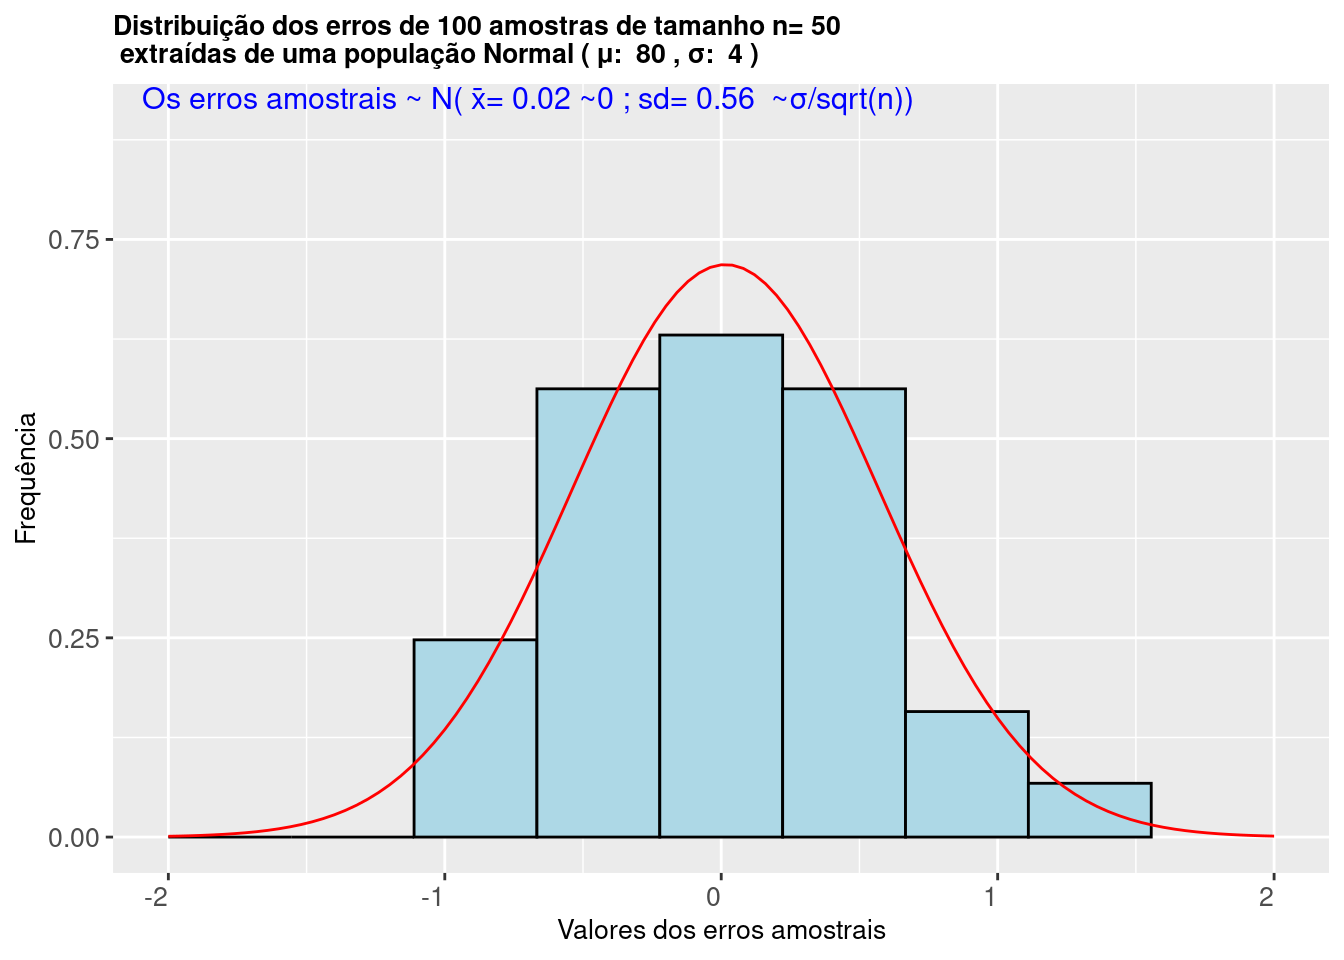 Distribuição dos erros de 100 amostras de tamanho n= 50
extraídas de uma população Normal ( μ:  80 , σ:  4 )
Os erros amostrais ~ N( x̄= 0.02 ~0 ; sd= 0.56  ~σ/sqrt(n))
0.75
0.50
0.25
0.00
Frequência
-2
-1
0
1
2
Valores dos erros amostrais